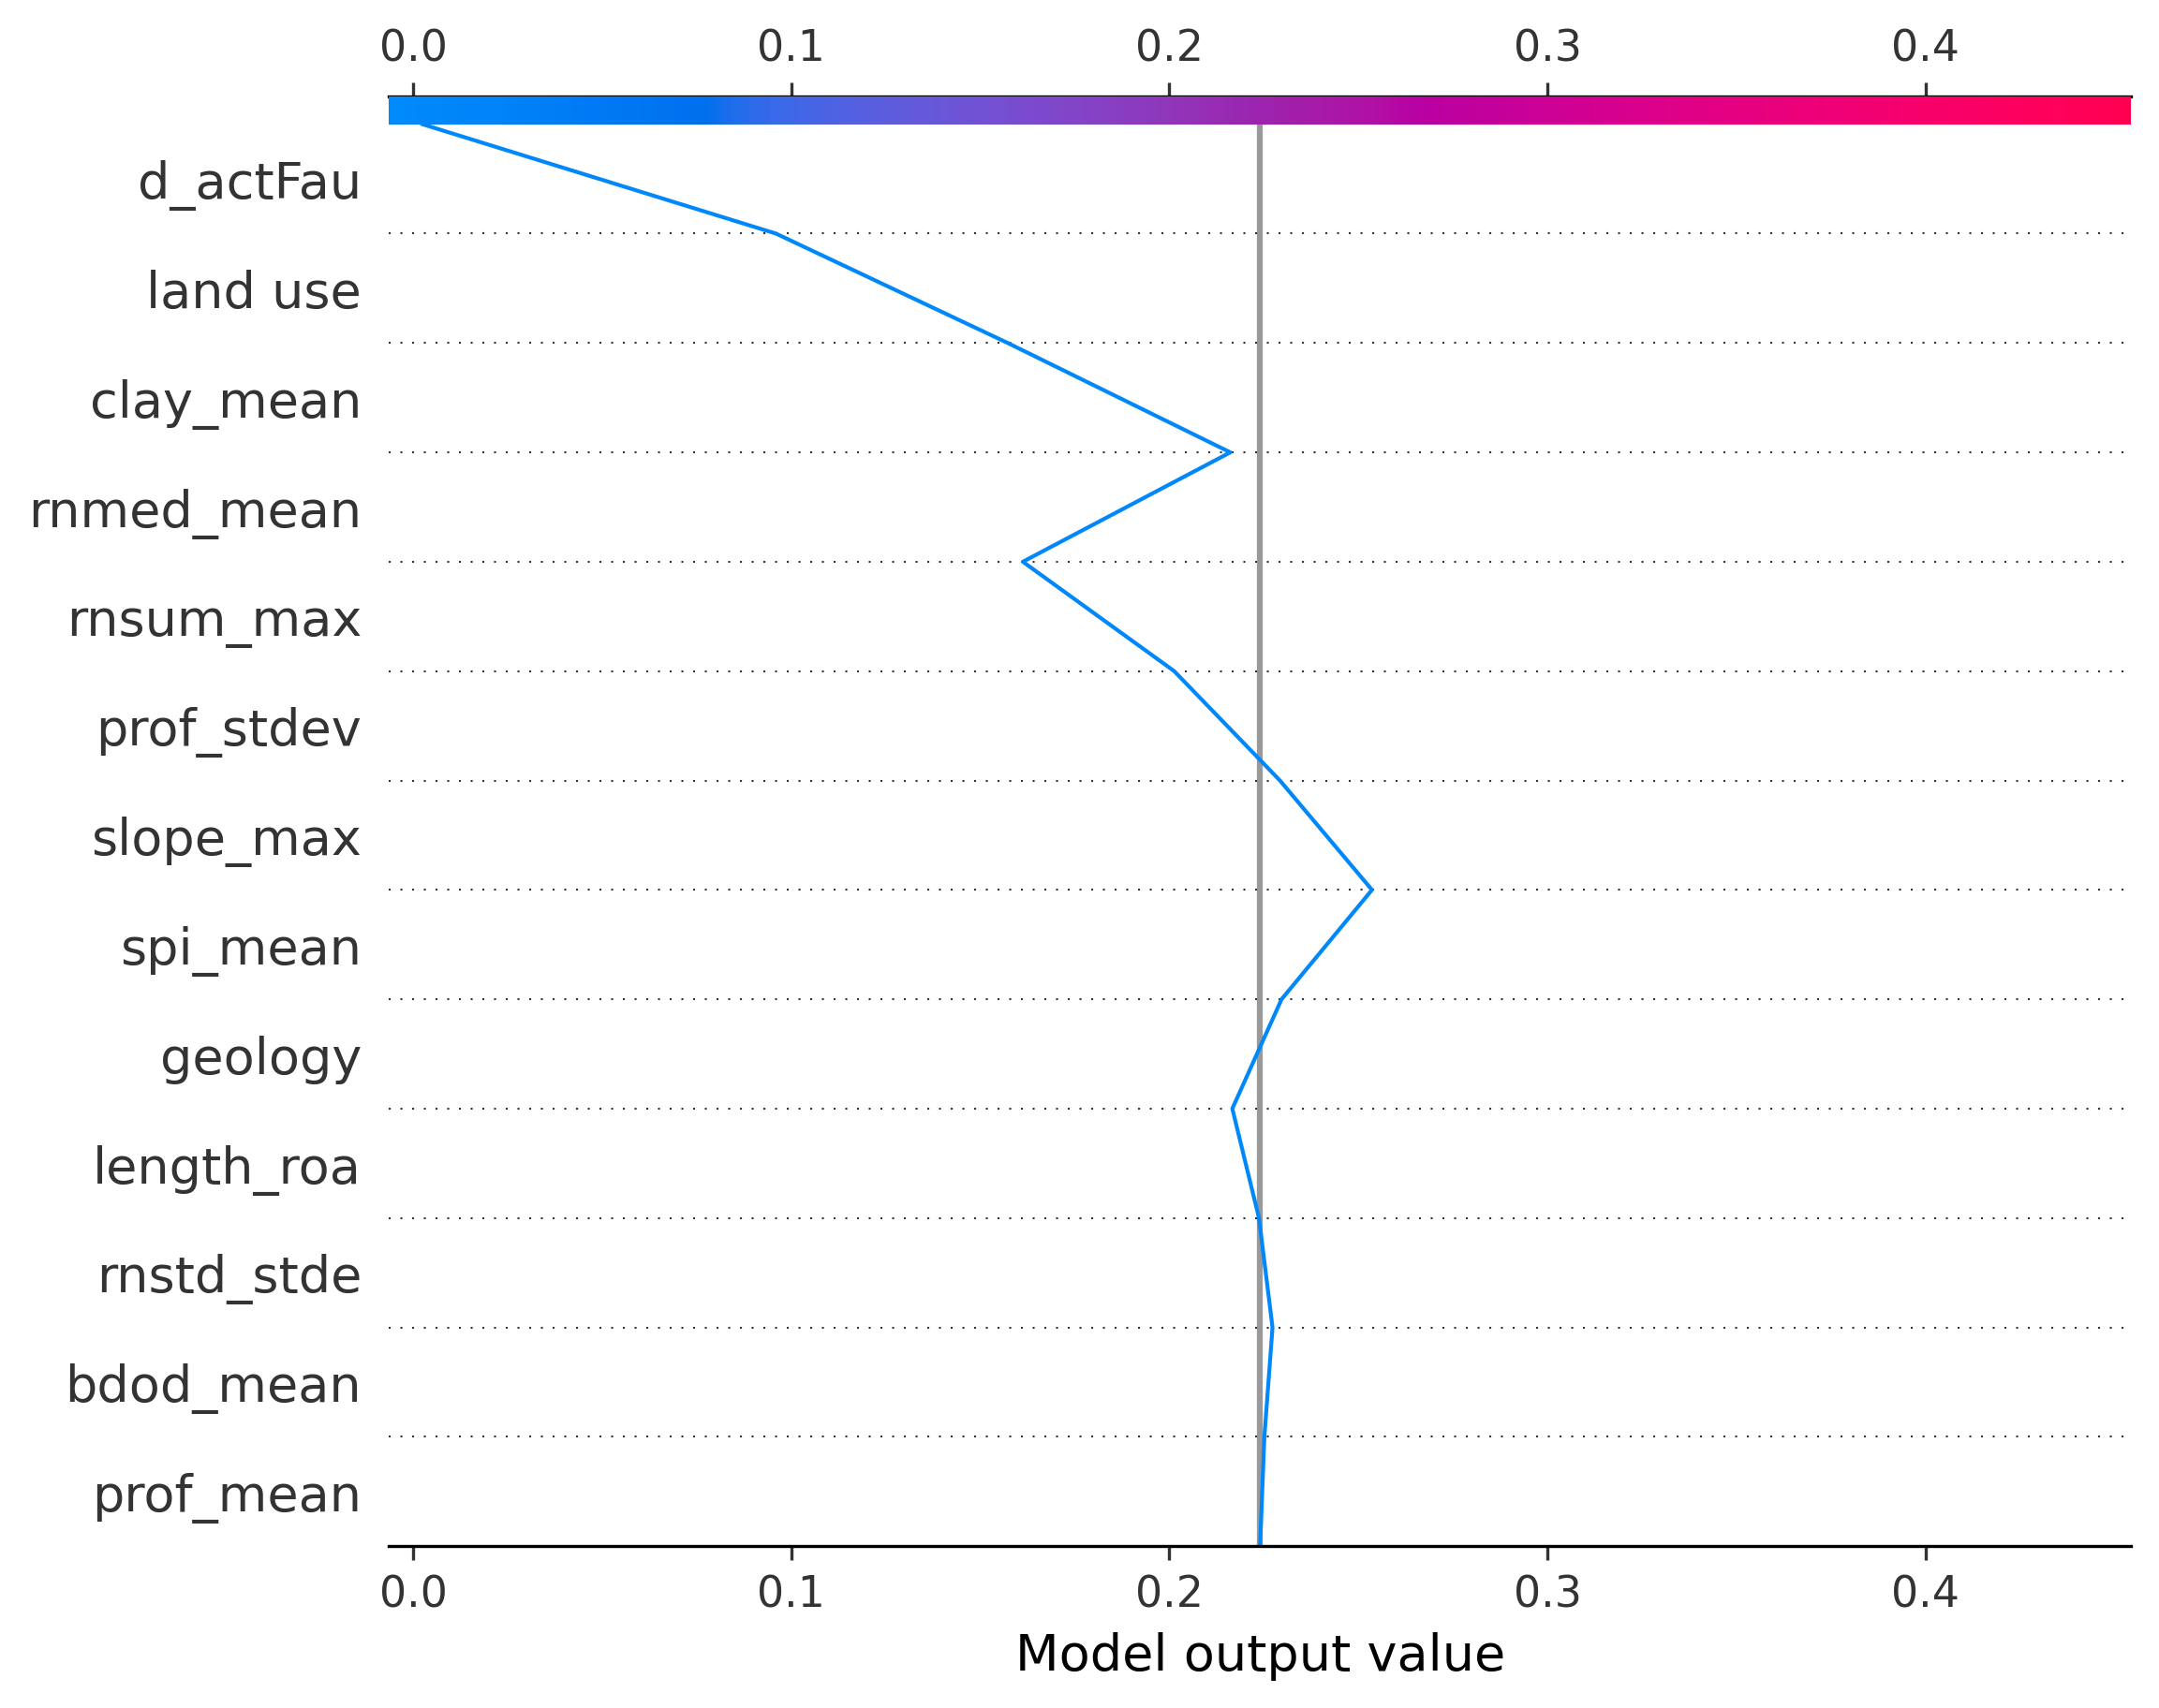 0.0 0.1 0.2 0.3 0.4
d_actFau
land use
clay_mean
rnmed_mean
rnsum_max
prof_stdev
slope_max
spi_mean
geology
length_roa
rnstd_stde
bdod_mean
prof_mean
0.0 0.1 0.2 0.3 0.4
Model output value